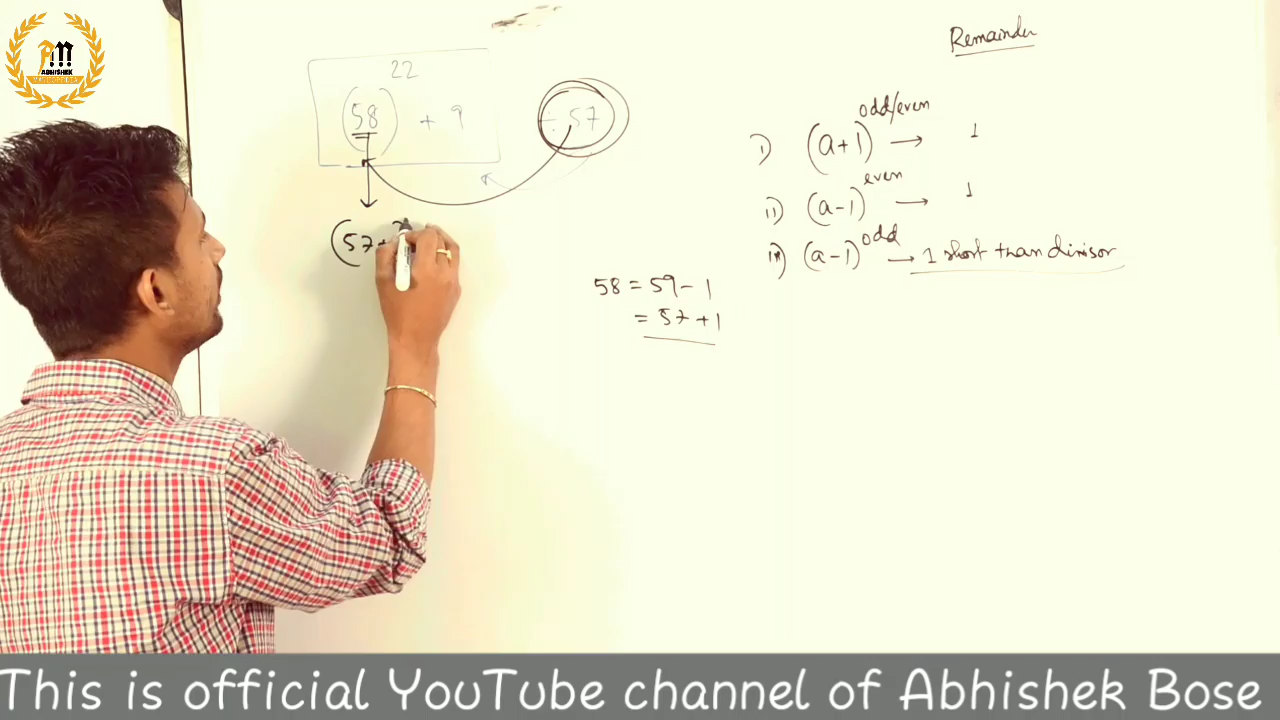 ABHISHEK
22
(58) + 9 ÷ 57
(57+
58 = 59 - 1
= 57 + 1
Remainder
odd/even
i) (a+1) → 1
even
ii) (a-1) → 1
odd
iii) (a-1) → 1 short than divisor
This is official YouTube channel of Abhishek Bose